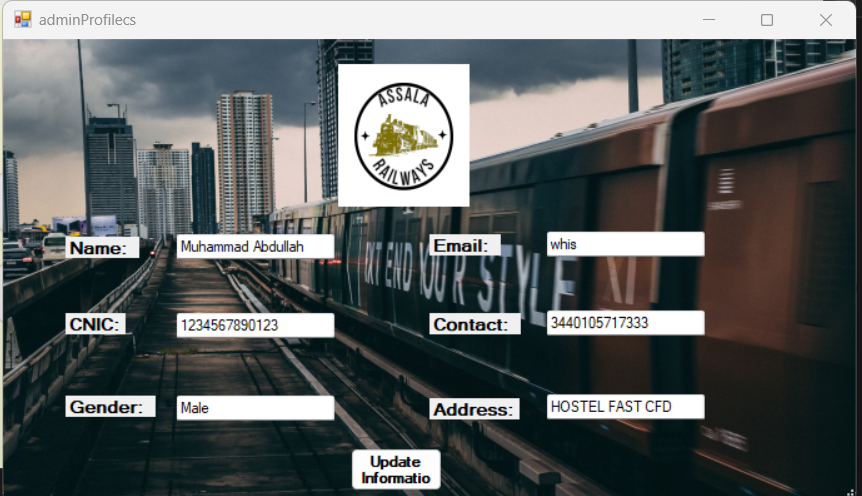 adminProfilecs
ASSALA
RAILWAYS
Name:
Muhammad Abdullah
Email:
whis
CNIC:
1234567890123
Contact:
3440105717333
Gender:
Male
Address:
HOSTEL FAST CFD
Update
Informatio